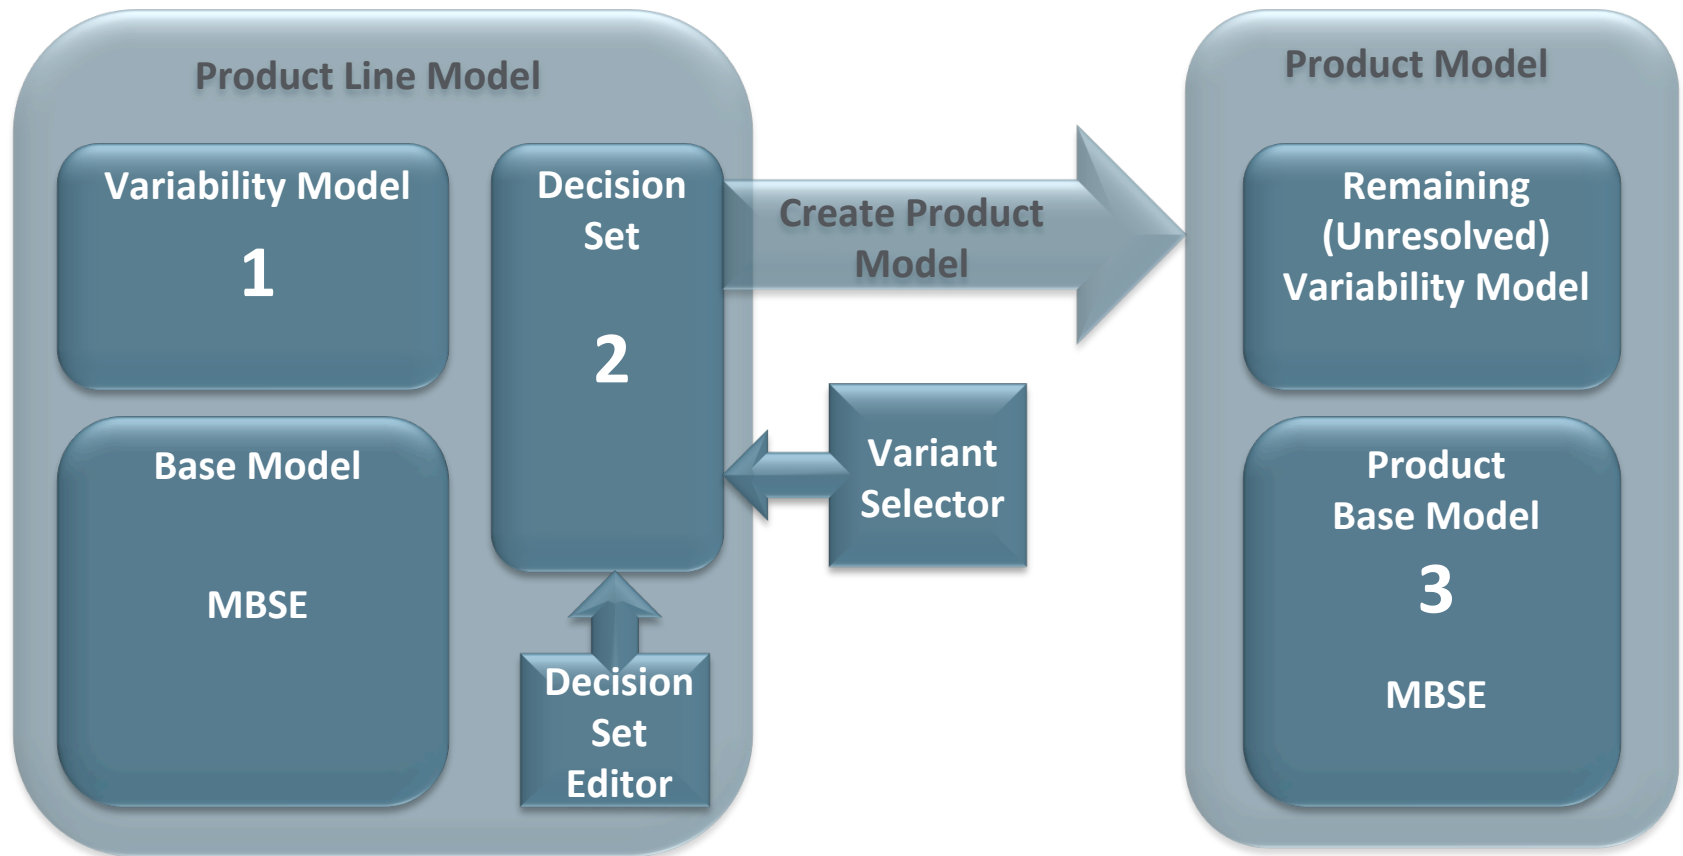 Product Line Model
Variability Model
1
Base Model
MBSE
Decision
Set
2
Decision
Set
Editor
Create Product
Model
Variant
Selector
Product Model
Remaining
(Unresolved)
Variability Model
Product
Base Model
3
MBSE